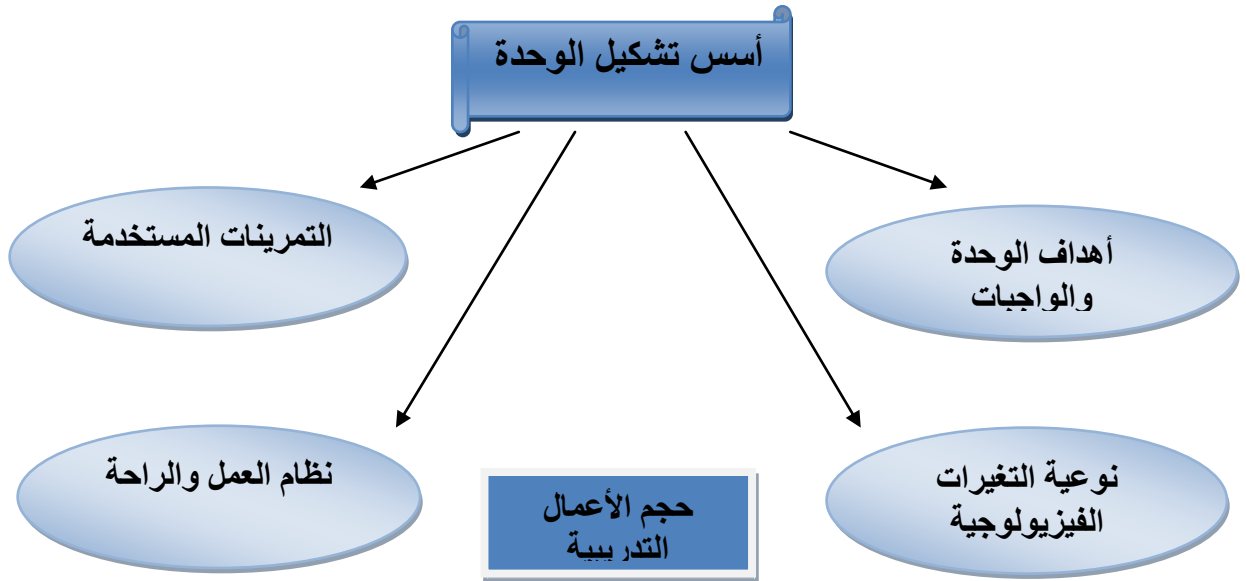 أسس تشكيل الوحدة
أهداف الوحدة
والواجبات
التمرينات المستخدمة
نوعية التغيرات
الفيزيولوجية
حجم الأعمال
التدريبية
نظام العمل والراحة